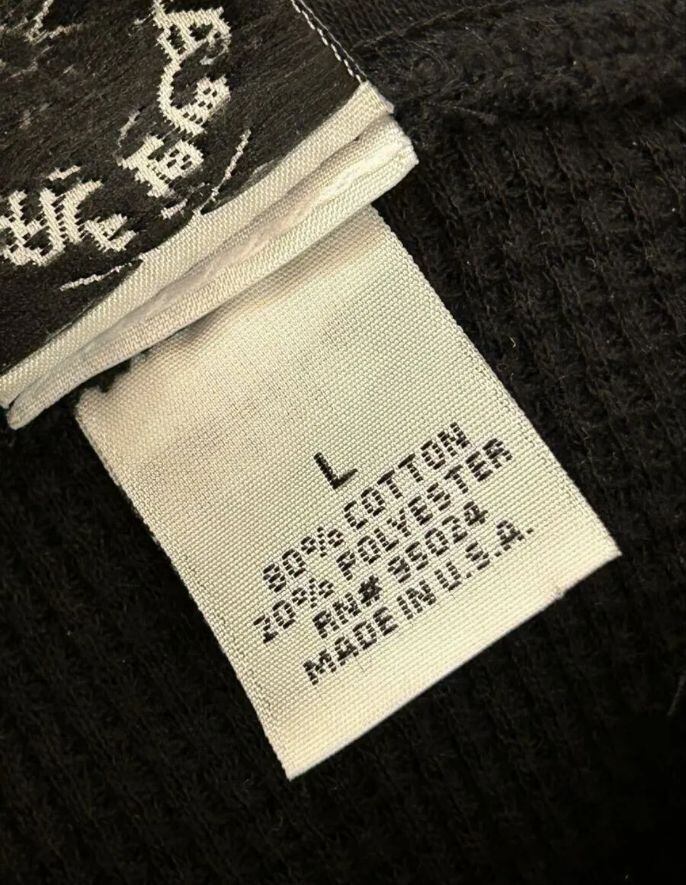 L
80% COTTON
20% POLYESTER
RN# 95024
MADE IN U.S.A.